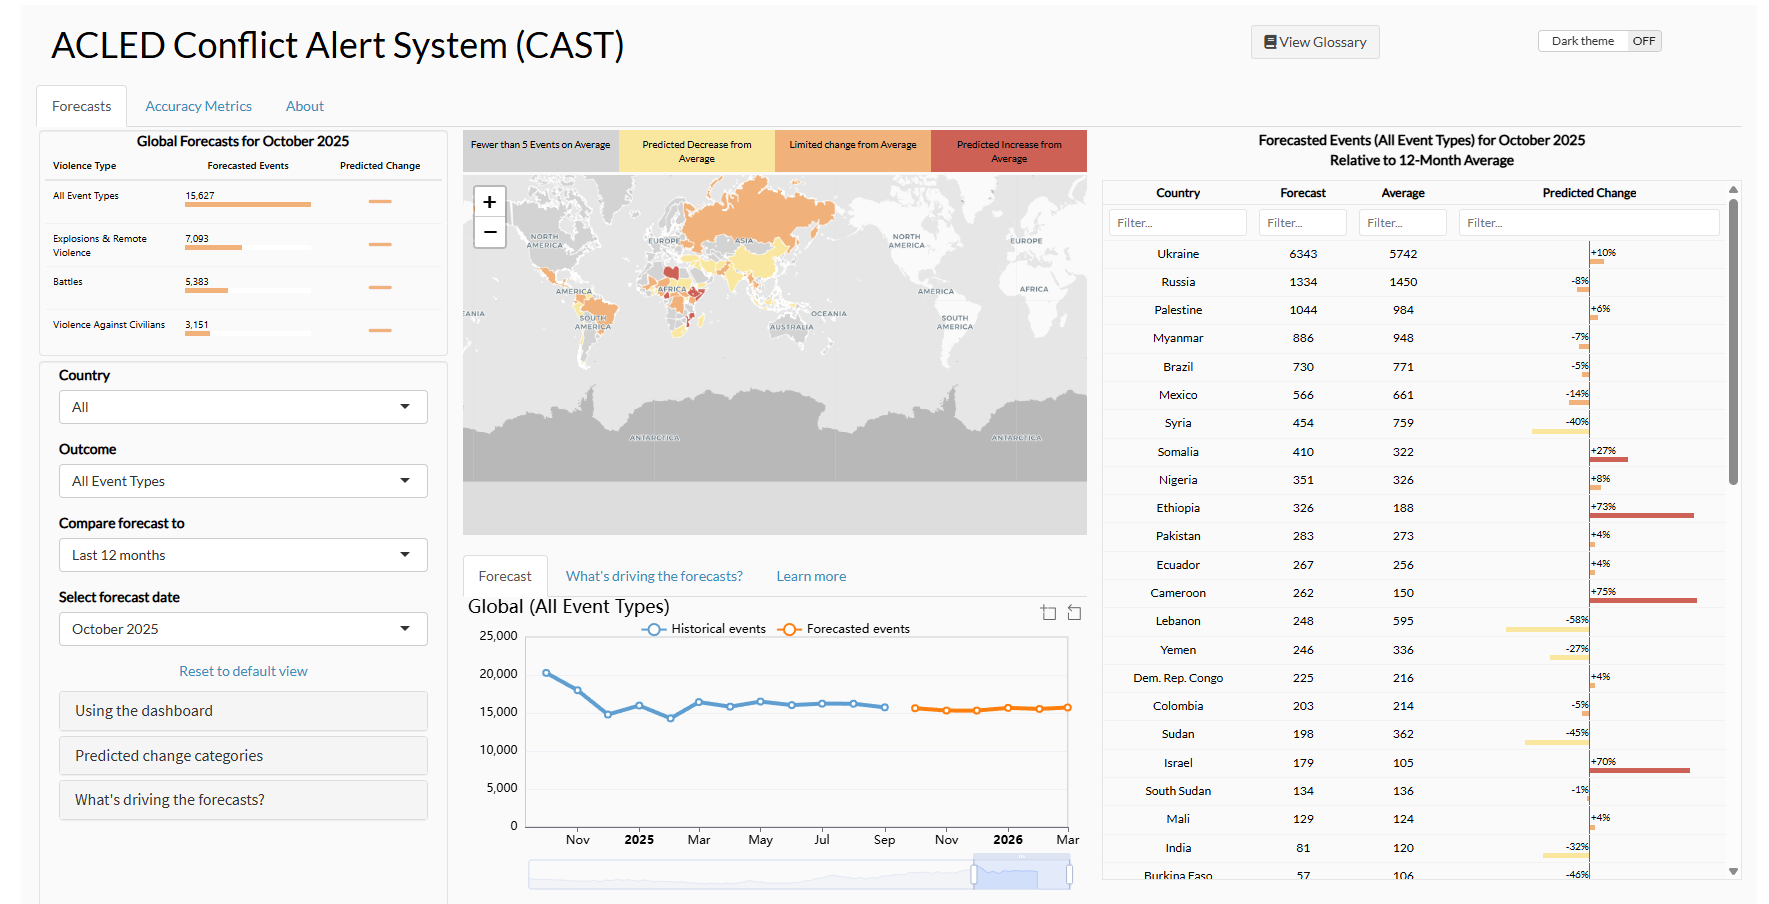 ACLED Conflict Alert System (CAST)
View Glossary
Dark theme OFF
Forecasts Accuracy Metrics About
Global Forecasts for October 2025
Violence Type Forecasted Events Predicted Change
All Event Types 15,627
Explosions & Remote
Violence 7,093
Battles 5,383
Violence Against Civilians 3,151
Country
All
Outcome
All Event Types
Compare forecast to
Last 12 months
Select forecast date
October 2025
Reset to default view
Using the dashboard
Predicted change categories
What's driving the forecasts?
Fewer than 5 Events on Average
Predicted Decrease from
Average
Limited change from Average
Predicted Increase from
Average
+
−
NORTH
AMERICA
EUROPE
ASIA
NORTH
AMERICA
EUROPE
AMERICA
AFRICA
AMERICA
AFRICA
ANIA
SOUTH
AMERICA
OCEANIA
AUSTRALIA
SOUTH
AMERICA
ANTARCTICA
ANTARCTICA
Forecast What's driving the forecasts? Learn more
Global (All Event Types)
Historical events Forecasted events
25,000
20,000
15,000
10,000
5,000
0
Nov 2025 Mar May Jul Sep Nov 2026 Mar
Forecasted Events (All Event Types) for October 2025
Relative to 12-Month Average
Country Forecast Average Predicted Change
Filter... Filter... Filter... Filter...
Ukraine 6343 5742 +10%
Russia 1334 1450 -8%
Palestine 1044 984 +6%
Myanmar 886 948 -7%
Brazil 730 771 -5%
Mexico 566 661 -14%
Syria 454 759 -40%
Somalia 410 322 +27%
Nigeria 351 326 +8%
Ethiopia 326 188 +73%
Pakistan 283 273 +4%
Ecuador 267 256 +4%
Cameroon 262 150 +75%
Lebanon 248 595 -58%
Yemen 246 336 -27%
Dem. Rep. Congo 225 216 +4%
Colombia 203 214 -5%
Sudan 198 362 -45%
Israel 179 105 +70%
South Sudan 134 136 -1%
Mali 129 124 +4%
India 81 120 -32%
Burkina Faso 57 106 -46%